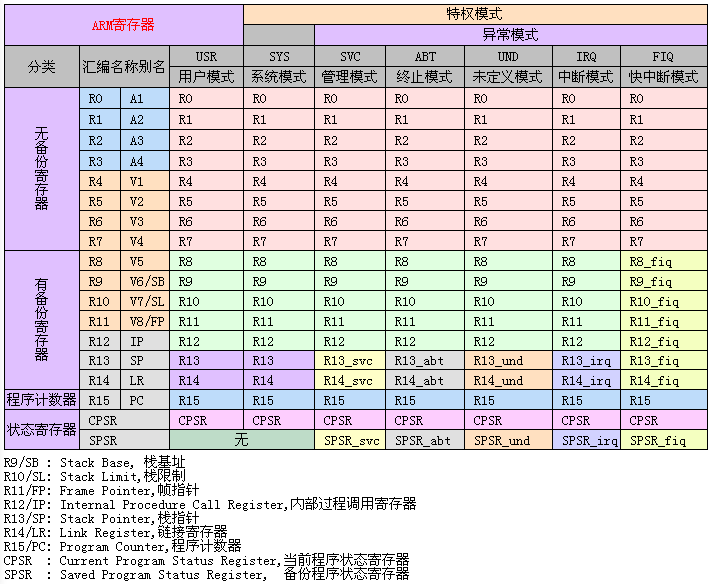 ARM寄存器 特权模式
异常模式
分类 汇编名称别名 USR SYS SVC ABT UND IRQ FIQ
用户模式 系统模式 管理模式 终止模式 未定义模式 中断模式 快中断模式
无备份寄存器
R0 A1 R0 R0 R0 R0 R0 R0 R0
R1 A2 R1 R1 R1 R1 R1 R1 R1
R2 A3 R2 R2 R2 R2 R2 R2 R2
R3 A4 R3 R3 R3 R3 R3 R3 R3
R4 V1 R4 R4 R4 R4 R4 R4 R4
R5 V2 R5 R5 R5 R5 R5 R5 R5
R6 V3 R6 R6 R6 R6 R6 R6 R6
R7 V4 R7 R7 R7 R7 R7 R7 R7
有备份寄存器
R8 V5 R8 R8 R8 R8 R8 R8 R8_fiq
R9 V6/SB R9 R9 R9 R9 R9 R9 R9_fiq
R10 V7/SL R10 R10 R10 R10 R10 R10 R10_fiq
R11 V8/FP R11 R11 R11 R11 R11 R11 R11_fiq
R12 IP R12 R12 R12 R12 R12 R12 R12_fiq
R13 SP R13 R13 R13_svc R13_abt R13_und R13_irq R13_fiq
R14 LR R14 R14 R14_svc R14_abt R14_und R14_irq R14_fiq
程序计数器 R15 PC R15 R15 R15 R15 R15 R15 R15
状态寄存器 CPSR CPSR CPSR CPSR CPSR CPSR CPSR CPSR
SPSR 无 SPSR_svc SPSR_abt SPSR_und SPSR_irq SPSR_fiq
R9/SB : Stack Base, 栈基址
R10/SL: Stack Limit,栈限制
R11/FP: Frame Pointer,帧指针
R12/IP: Internal Procedure Call Register,内部过程调用寄存器
R13/SP: Stack Pointer,栈指针
R14/LR: Link Register,链接寄存器
R15/PC: Program Counter,程序计数器
CPSR : Current Program Status Register,当前程序状态寄存器
SPSR : Saved Program Status Register, 备份程序状态寄存器